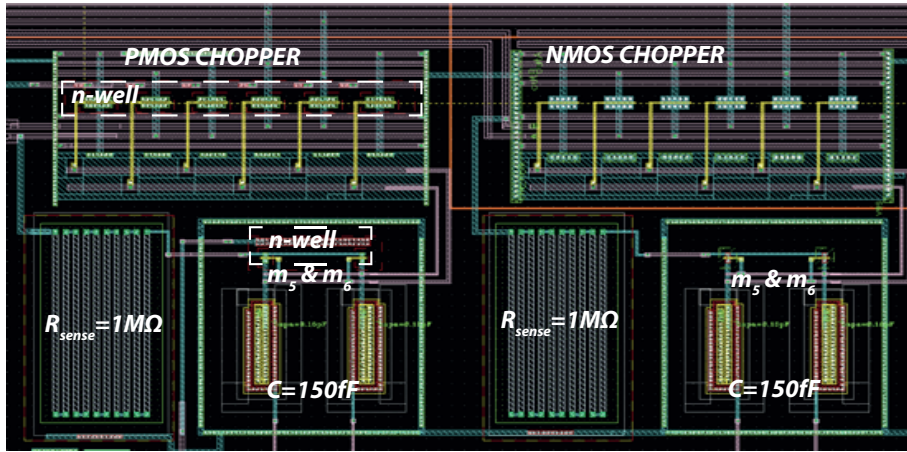 PMOS CHOPPER
NMOS CHOPPER
n-well
n-well
m₅ & m₆
m₅ & m₆
Rsense=1MΩ
Rsense=1MΩ
C=150fF
C=150fF